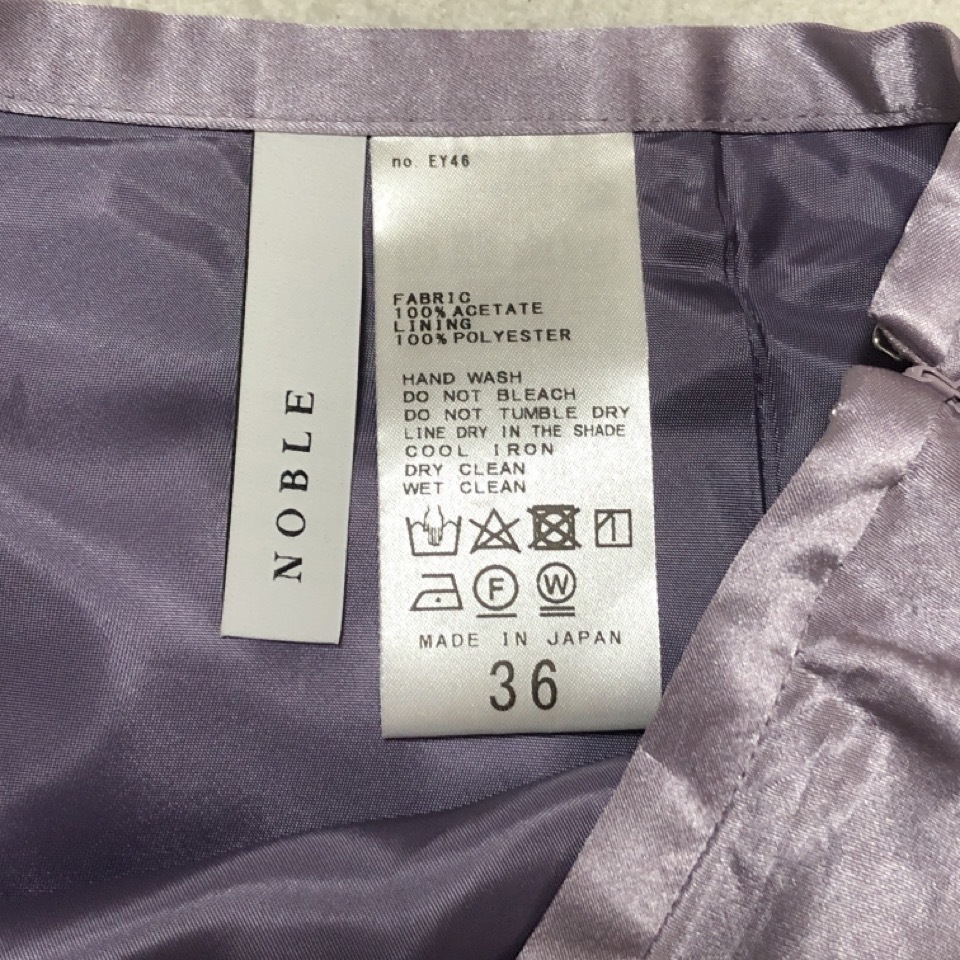 NOBLE
no. EY46
FABRIC
100% ACETATE
LINING
100% POLYESTER
HAND WASH
DO NOT BLEACH
DO NOT TUMBLE DRY
LINE DRY IN THE SHADE
COOL IRON
DRY CLEAN
WET CLEAN
F W
MADE IN JAPAN
36